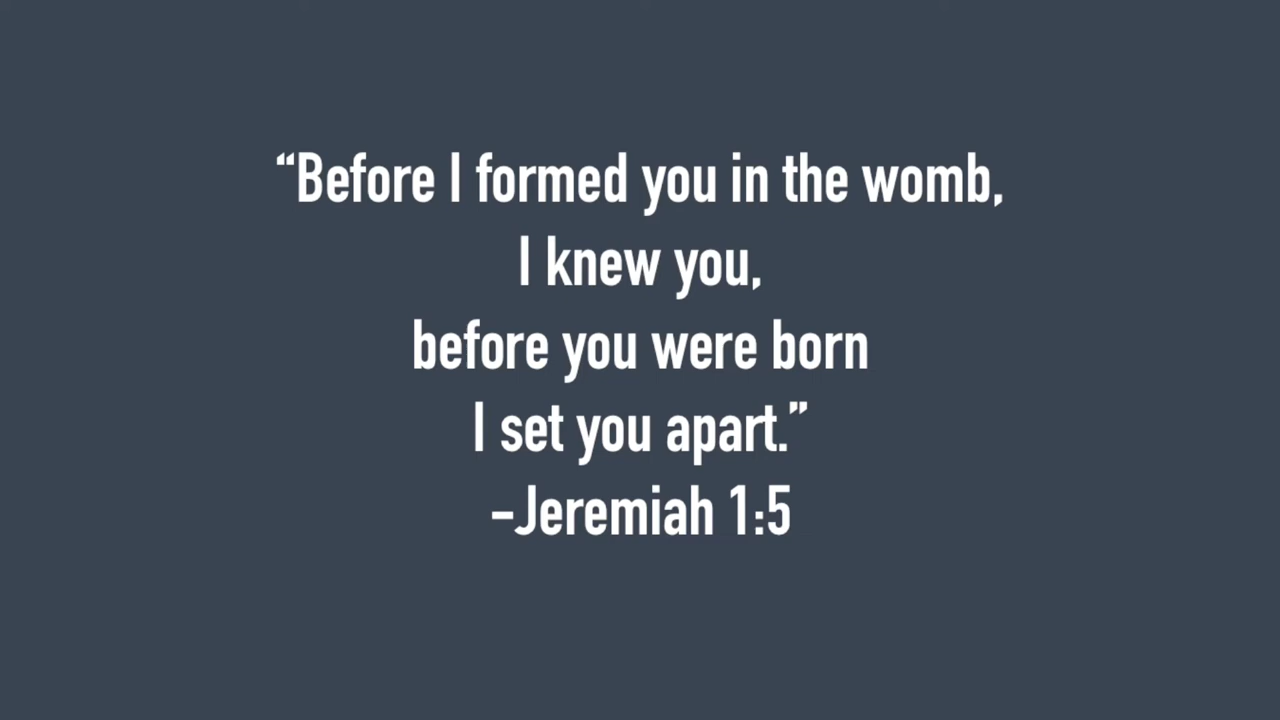 “Before I formed you in the womb,
I knew you,
before you were born
I set you apart.”
–Jeremiah 1:5